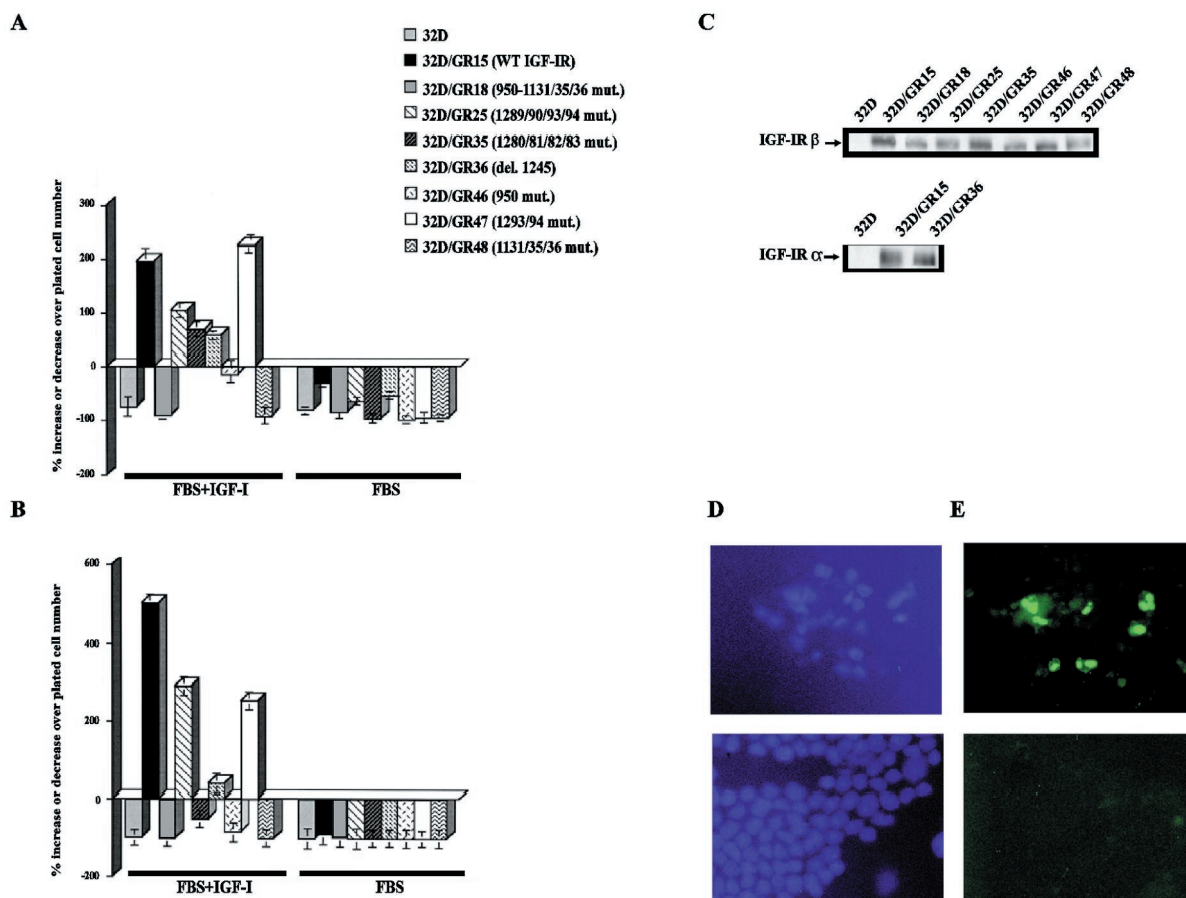 A
32D
32D/GR15 (WT IGF-IR)
32D/GR18 (950-1131/35/36 mut.)
32D/GR25 (1289/90/93/94 mut.)
32D/GR35 (1280/81/82/83 mut.)
32D/GR36 (del. 1245)
32D/GR46 (950 mut.)
32D/GR47 (1293/94 mut.)
32D/GR48 (1131/35/36 mut.)
% increase or decrease over plated cell number
300
200
100
0
-100
-200
FBS+IGF-I
FBS
B
% increase or decrease over plated cell number
600
400
200
0
-200
FBS+IGF-I
FBS
C
32D
32D/GR15
32D/GR18
32D/GR25
32D/GR35
32D/GR46
32D/GR47
32D/GR48
IGF-IR β
32D
32D/GR15
32D/GR36
IGF-IR α
D
E